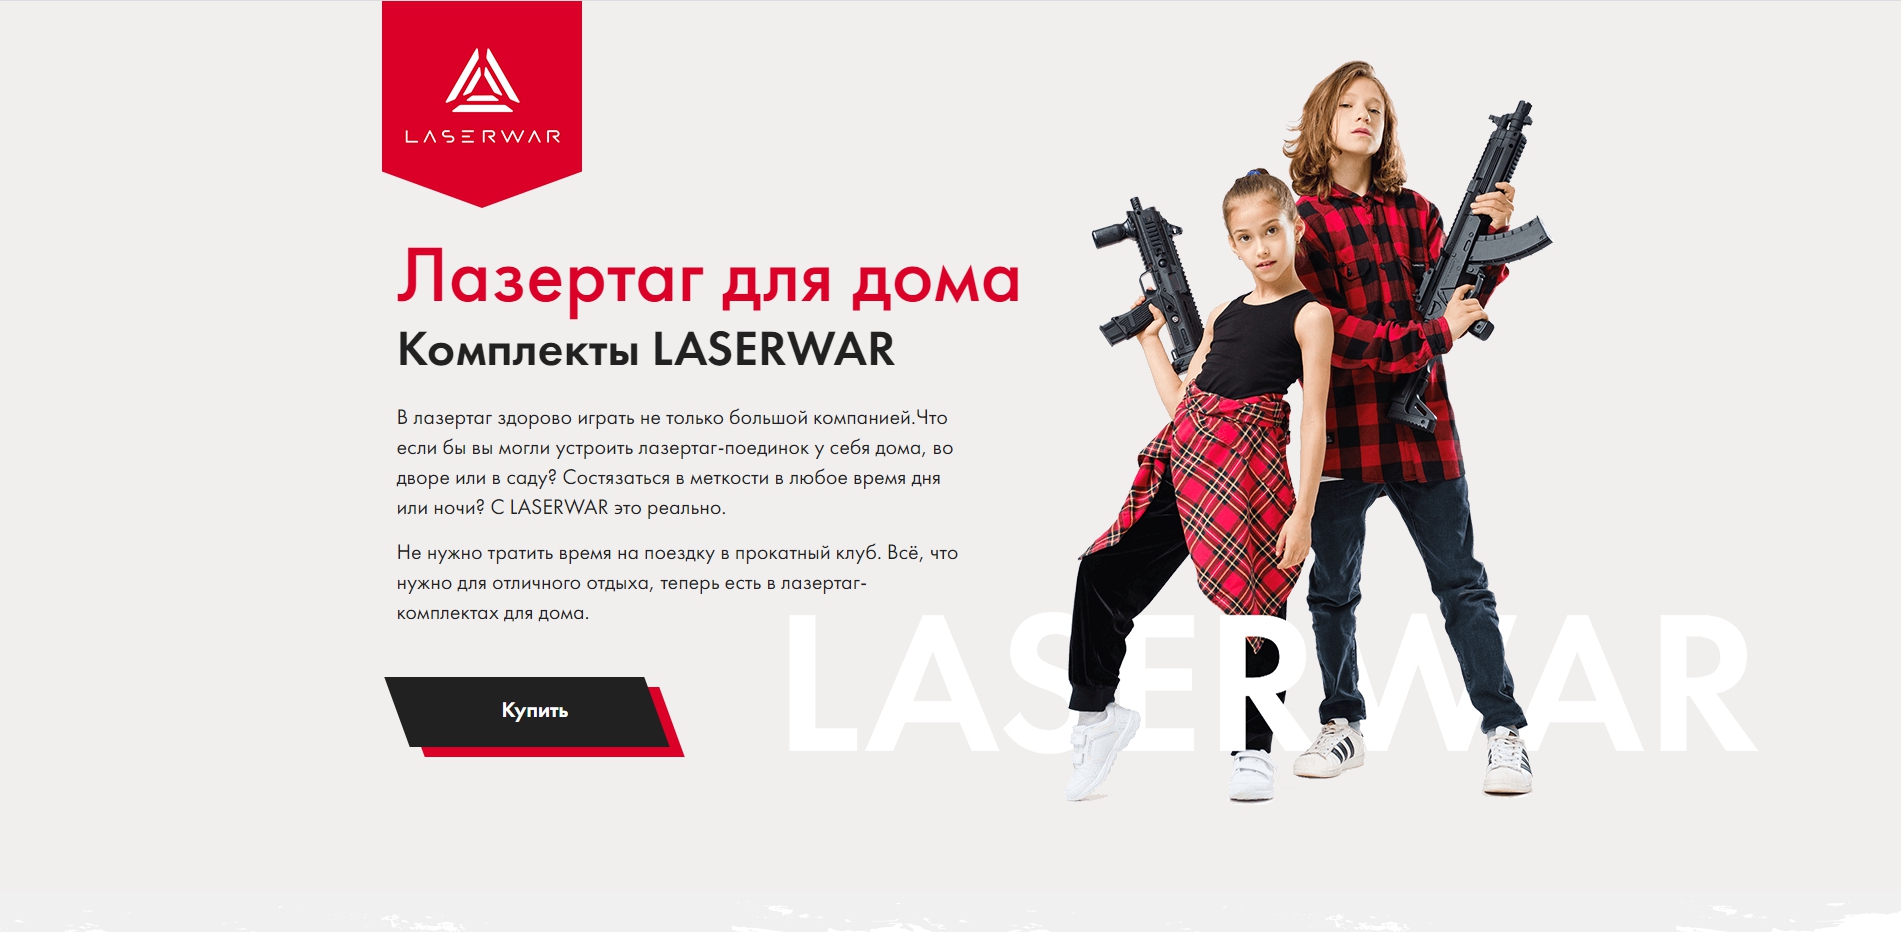 LASERWAR
Лазертаг для дома
Комплекты LASERWAR
В лазертаг здорово играть не только большой компанией.Что
если бы вы могли устроить лазертаг-поединок у себя дома, во
дворе или в саду? Состязаться в меткости в любое время дня
или ночи? С LASERWAR это реально.
Не нужно тратить время на поездку в прокатный клуб. Всё, что
нужно для отличного отдыха, теперь есть в лазертаг-
комплектах для дома.
LASERWAR
Купить